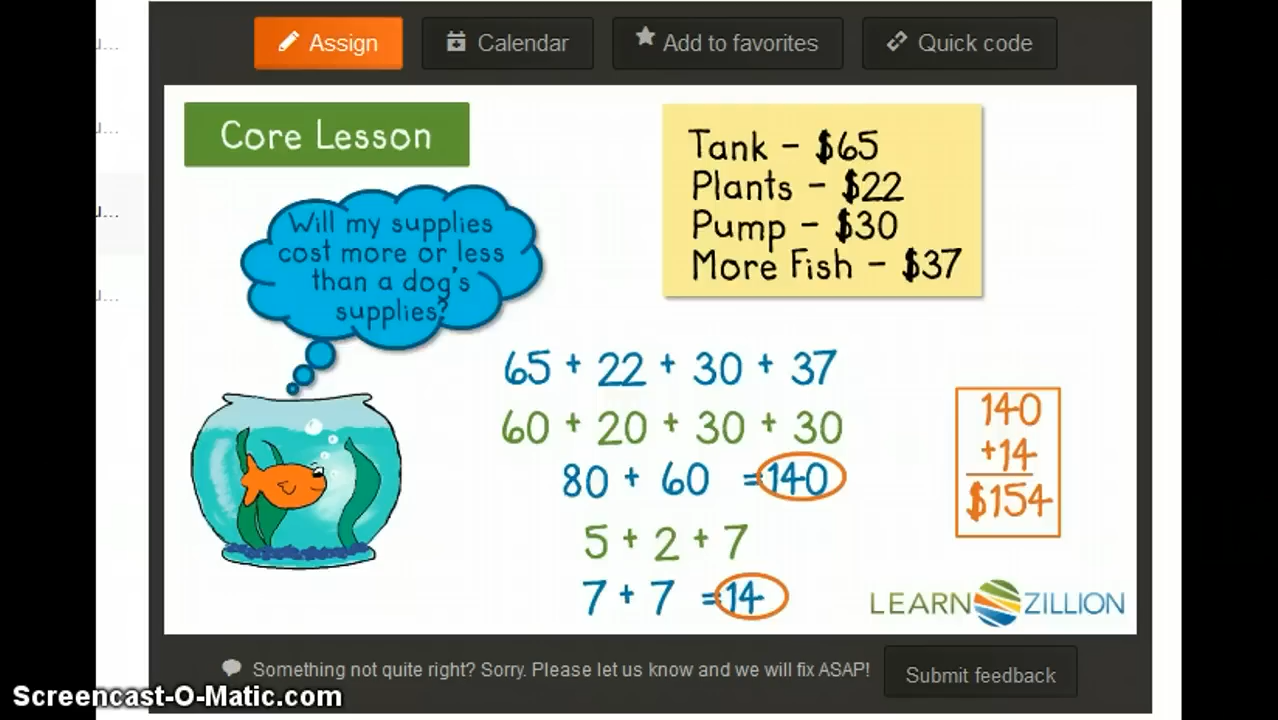 Assign
Calendar
Add to favorites
Quick code
u...
u...
u...
u...
Core Lesson
Tank - $65
Plants - $22
Pump - $30
More Fish - $37
Will my supplies
cost more or less
than a dog's
supplies?
65 + 22 + 30 + 37
60 + 20 + 30 + 30
80 + 60 =140
5 + 2 + 7
7 + 7 =14
140
+14
$154
LEARN ZILLION
Something not quite right? Sorry. Please let us know and we will fix ASAP!
Submit feedback
Screencast-O-Matic.com